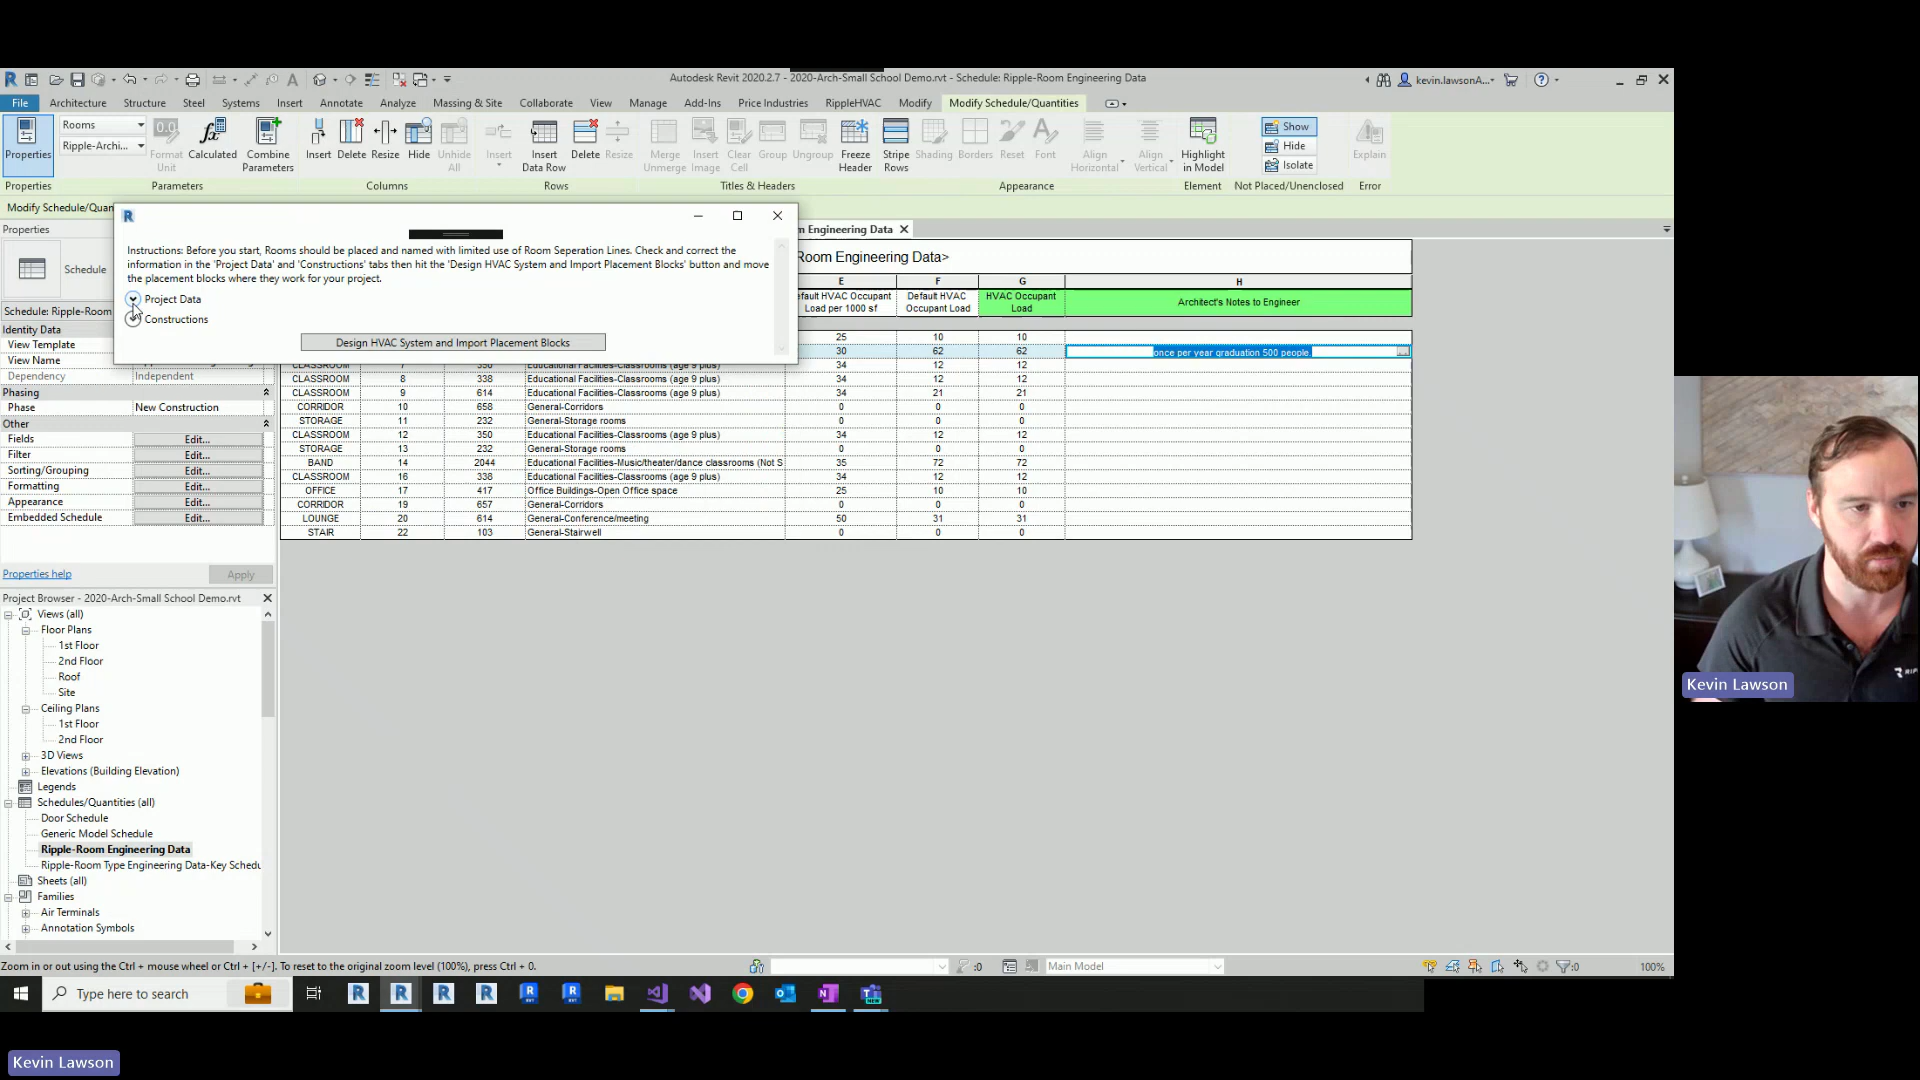 Autodesk Revit 2020.2.7 - 2020-Arch-Small School Demo.rvt - Schedule: Ripple-Room Engineering Data
kevin.lawsonA...
File Architecture Structure Steel Systems Insert Annotate Analyze Massing & Site Collaborate View Manage Add-Ins Price Industries RippleHVAC Modify Modify Schedule/Quantities
Rooms
Ripple-Archi...
Show
Hide
Isolate
Properties Format Unit Calculated Combine Parameters Insert Delete Resize Hide Unhide All Insert Insert Data Row Delete Resize Merge Unmerge Insert Image Clear Cell Group Ungroup Freeze Header Stripe Rows Shading Borders Reset Font Align Horizontal Align Vertical Highlight in Model Explain
Properties Parameters Columns Rows Titles & Headers Appearance Element Not Placed/Unenclosed Error
Modify Schedule/Quan
Properties
Schedule
Schedule: Ripple-Room
Identity Data
View Template
View Name
Dependency Independent
Phasing
Phase New Construction
Other
Fields Edit...
Filter Edit...
Sorting/Grouping Edit...
Formatting Edit...
Appearance Edit...
Embedded Schedule Edit...
Properties help Apply
Instructions: Before you start, Rooms should be placed and named with limited use of Room Seperation Lines. Check and correct the
information in the 'Project Data' and 'Constructions' tabs then hit the 'Design HVAC System and Import Placement Blocks' button and move
the placement blocks where they work for your project.
Project Data
Constructions
Design HVAC System and Import Placement Blocks
m Engineering Data
Room Engineering Data>
E F G H
efault HVAC Occupant Load per 1000 sf Default HVAC Occupant Load HVAC Occupant Load Architect's Notes to Engineer
25 10 10
30 62 62 once per year graduation 500 people.
CLASSROOM 7 350 Educational Facilities-Classrooms (age 9 plus) 34 12 12
CLASSROOM 8 338 Educational Facilities-Classrooms (age 9 plus) 34 12 12
CLASSROOM 9 614 Educational Facilities-Classrooms (age 9 plus) 34 21 21
CORRIDOR 10 658 General-Corridors 0 0 0
STORAGE 11 232 General-Storage rooms 0 0 0
CLASSROOM 12 350 Educational Facilities-Classrooms (age 9 plus) 34 12 12
STORAGE 13 232 General-Storage rooms 0 0 0
BAND 14 2044 Educational Facilities-Music/theater/dance classrooms (Not S 35 72 72
CLASSROOM 16 338 Educational Facilities-Classrooms (age 9 plus) 34 12 12
OFFICE 17 417 Office Buildings-Open Office space 25 10 10
CORRIDOR 19 657 General-Corridors 0 0 0
LOUNGE 20 614 General-Conference/meeting 50 31 31
STAIR 22 103 General-Stairwell 0 0 0
Project Browser - 2020-Arch-Small School Demo.rvt
Views (all)
Floor Plans
1st Floor
2nd Floor
Roof
Site
Ceiling Plans
1st Floor
2nd Floor
3D Views
Elevations (Building Elevation)
Legends
Schedules/Quantities (all)
Door Schedule
Generic Model Schedule
Ripple-Room Engineering Data
Ripple-Room Type Engineering Data-Key Schedu
Sheets (all)
Families
Air Terminals
Annotation Symbols
Zoom in or out using the Ctrl + mouse wheel or Ctrl + [+/-]. To reset to the original zoom level (100%), press Ctrl + 0.
:0 Main Model :0 100%
Type here to search
Kevin Lawson
Kevin Lawson